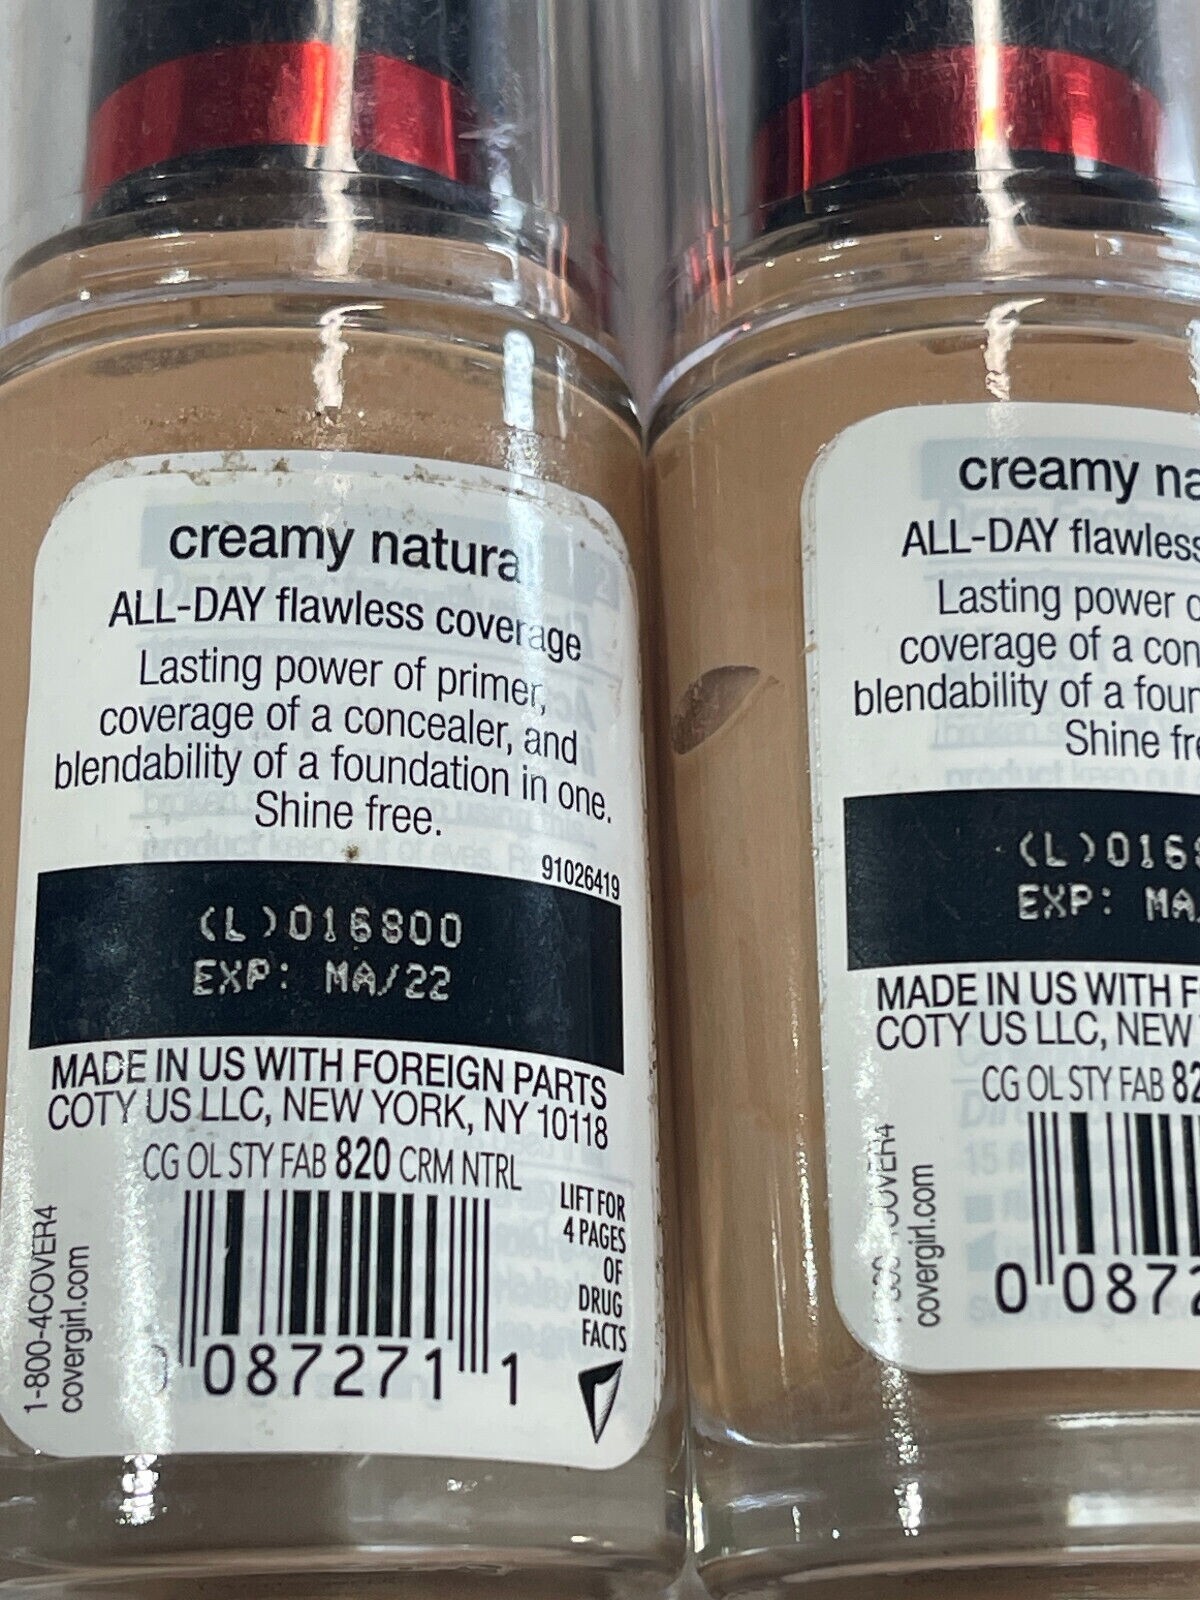 creamy natura
ALL-DAY flawless coverage
Lasting power of primer,
coverage of a concealer, and
blendability of a foundation in one.
Shine free.
91026419
(L)016800
EXP: MA/22
MADE IN US WITH FOREIGN PARTS
COTY US LLC, NEW YORK, NY 10118
CG OL STY FAB 820 CRM NTRL
LIFT FOR
4 PAGES
OF
DRUG
FACTS
1-800-4COVER4
covergirl.com
0 087271 1
creamy na
ALL-DAY flawless
Lasting power o
coverage of a con
blendability of a four
Shine fre
(L)016
EXP: MA
MADE IN US WITH F
COTY US LLC, NEW
CG OL STY FAB 82
covergirl.com
0 0872